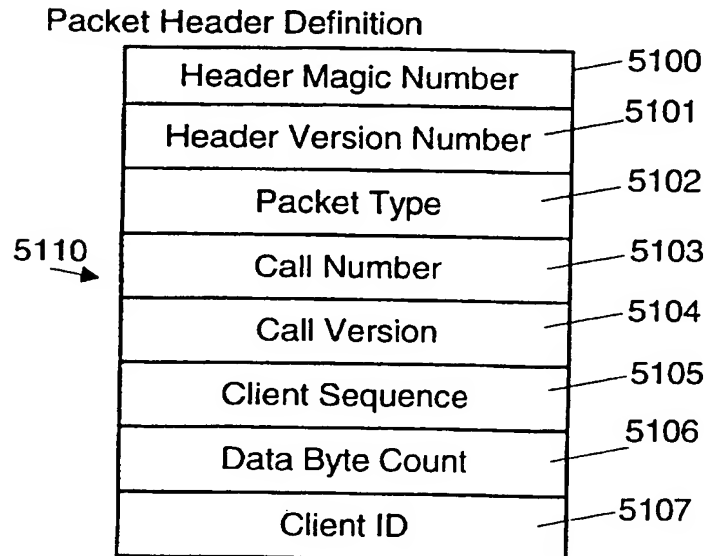 Packet Header Definition
Header Magic Number 5100
Header Version Number 5101
Packet Type 5102
5110 Call Number 5103
Call Version 5104
Client Sequence 5105
Data Byte Count 5106
Client ID 5107